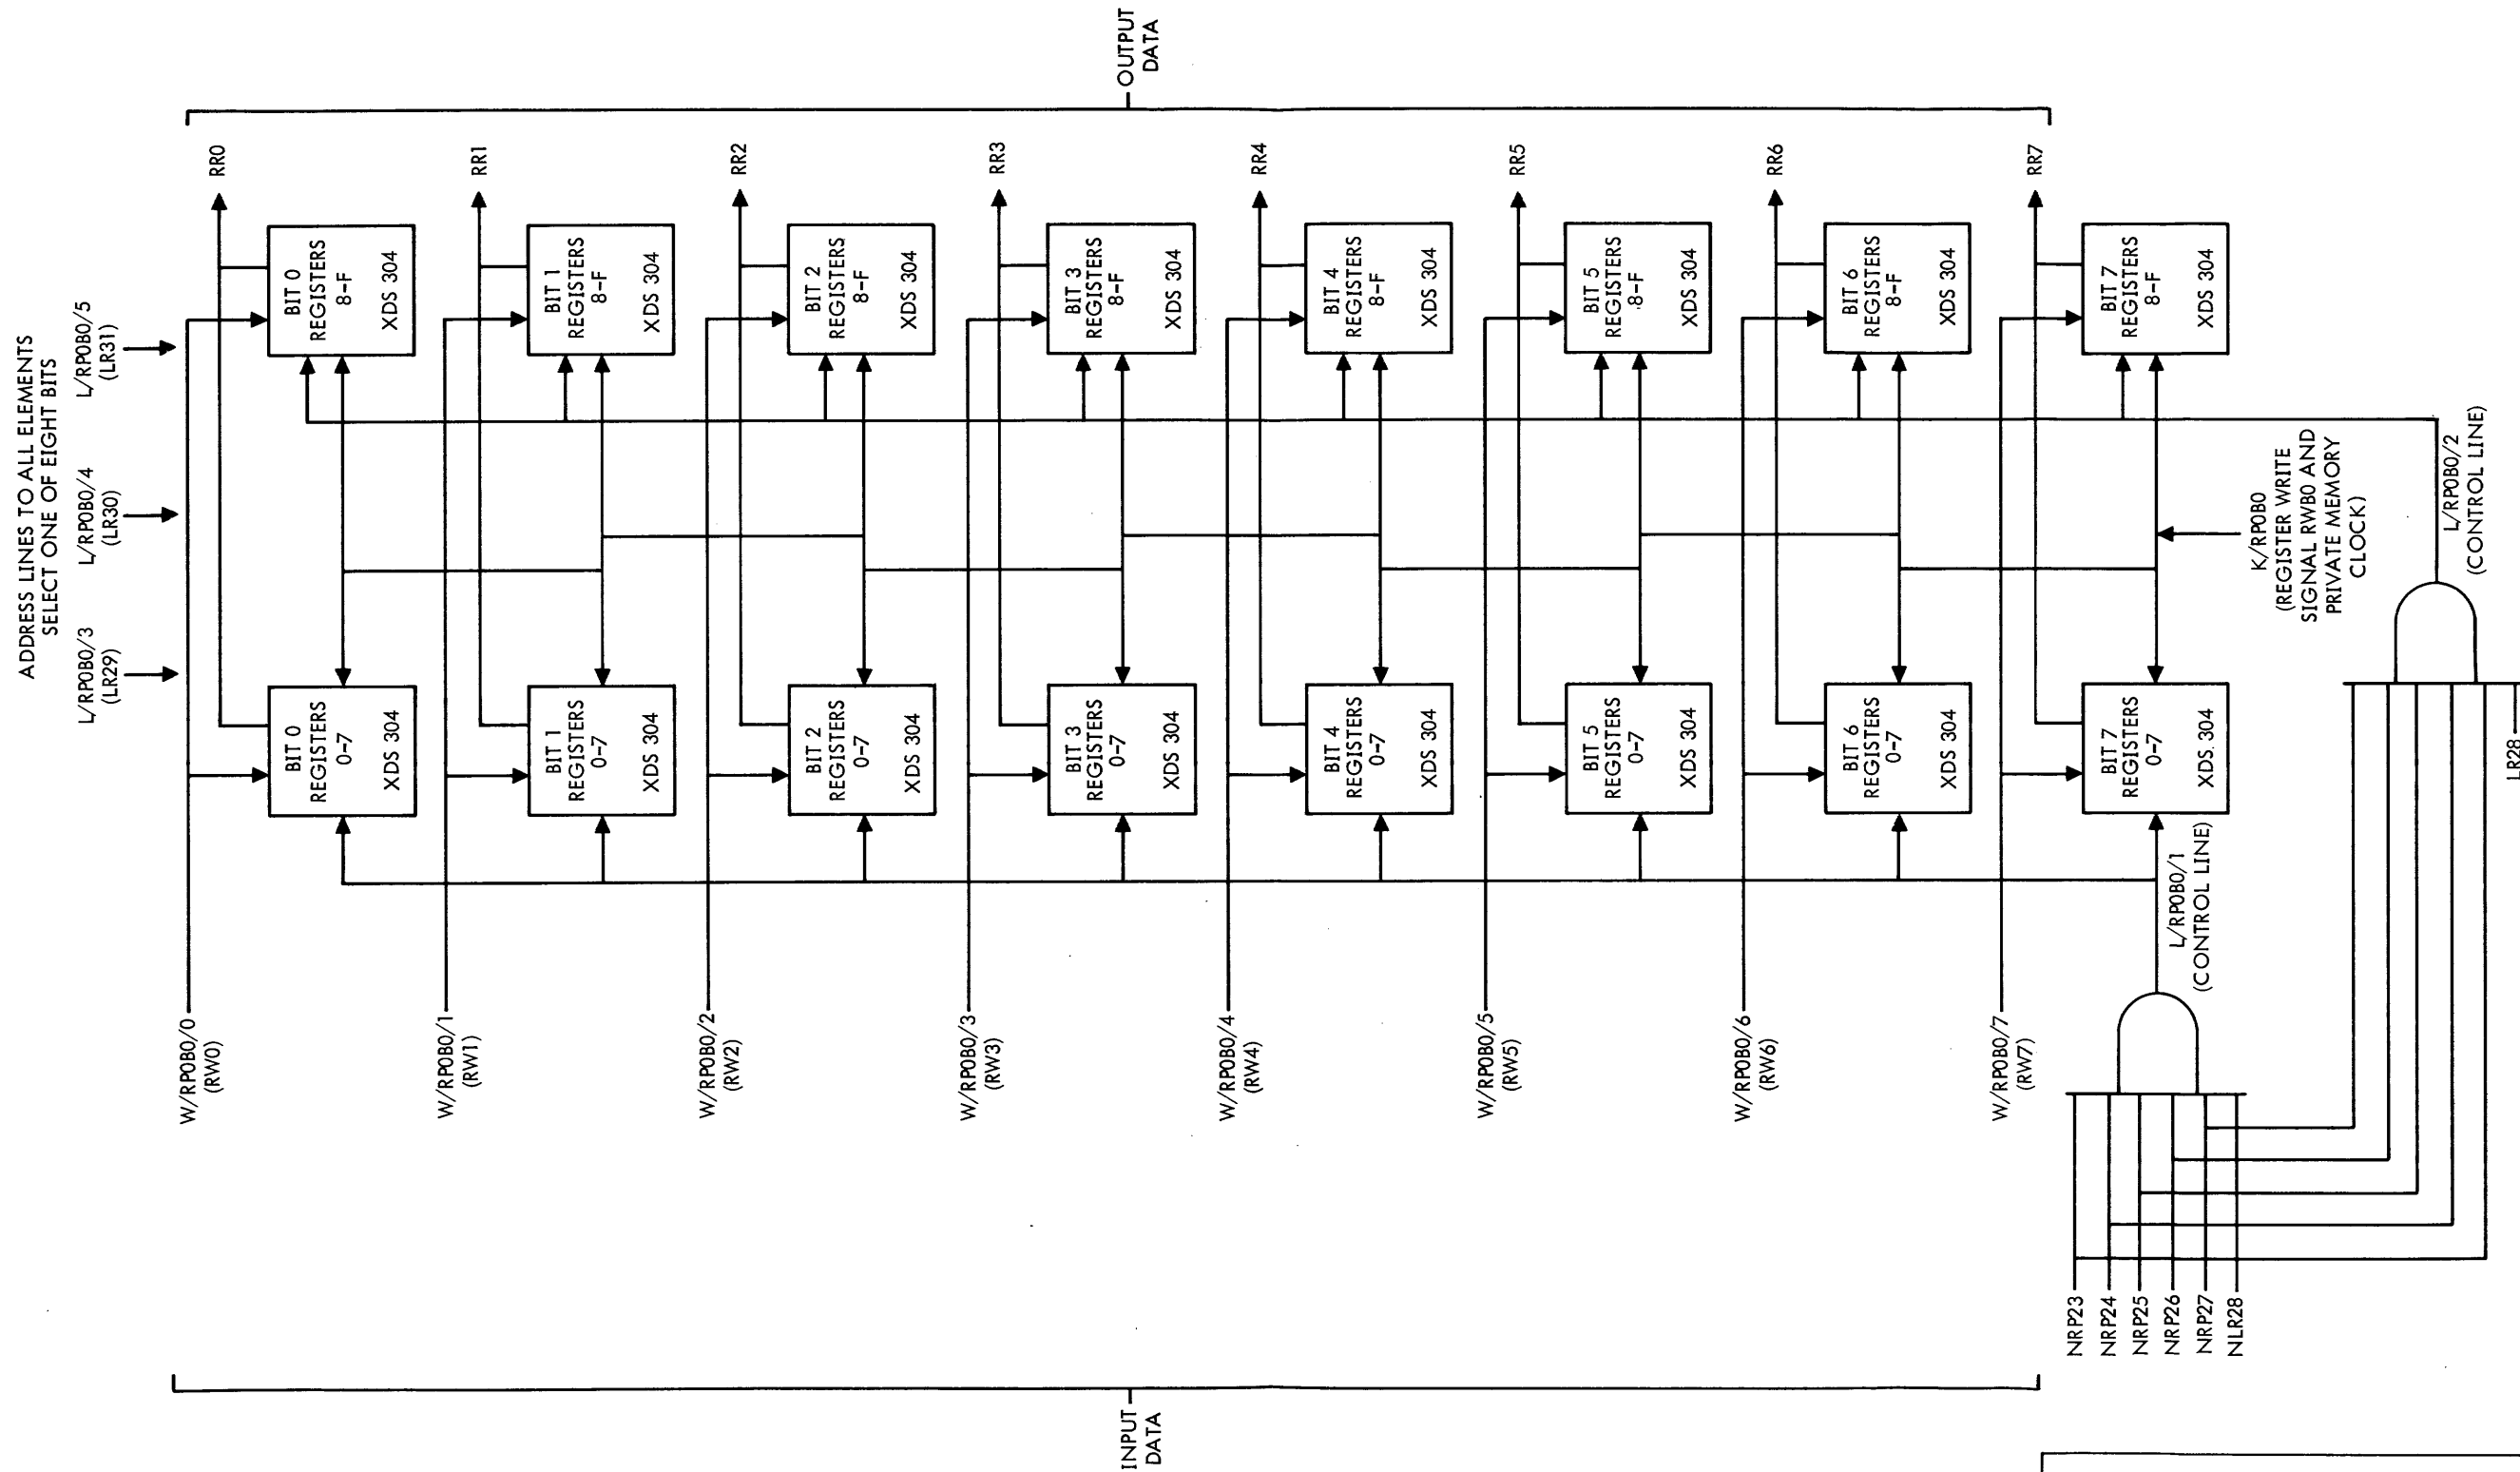 ADDRESS LINES TO ALL ELEMENTS
SELECT ONE OF EIGHT BITS
L/RP0B0/3
(LR29)
L/RP0B0/4
(LR30)
L/RP0B0/5
(LR31)
INPUT
DATA
OUTPUT
DATA
W/RP0B0/0
(RW0)
BIT 0
REGISTERS
0-7
XDS 304
BIT 0
REGISTERS
8-F
XDS 304
RR0
W/RP0B0/1
(RW1)
BIT 1
REGISTERS
0-7
XDS 304
BIT 1
REGISTERS
8-F
XDS 304
RR1
W/RP0B0/2
(RW2)
BIT 2
REGISTERS
0-7
XDS 304
BIT 2
REGISTERS
8-F
XDS 304
RR2
W/RP0B0/3
(RW3)
BIT 3
REGISTERS
0-7
XDS 304
BIT 3
REGISTERS
8-F
XDS 304
RR3
W/RP0B0/4
(RW4)
BIT 4
REGISTERS
0-7
XDS 304
BIT 4
REGISTERS
8-F
XDS 304
RR4
W/RP0B0/5
(RW5)
BIT 5
REGISTERS
0-7
XDS 304
BIT 5
REGISTERS
8-F
XDS 304
RR5
W/RP0B0/6
(RW6)
BIT 6
REGISTERS
0-7
XDS 304
BIT 6
REGISTERS
8-F
XDS 304
RR6
W/RP0B0/7
(RW7)
BIT 7
REGISTERS
0-7
XDS 304
BIT 7
REGISTERS
8-F
XDS 304
RR7
NRP23
NRP24
NRP25
NRP26
NRP27
NLR28
L/RP0B0/1
(CONTROL LINE)
K/RP0B0
(REGISTER WRITE
SIGNAL RWB0 AND
PRIVATE MEMORY
CLOCK)
L/RP0B0/2
(CONTROL LINE)
LR28